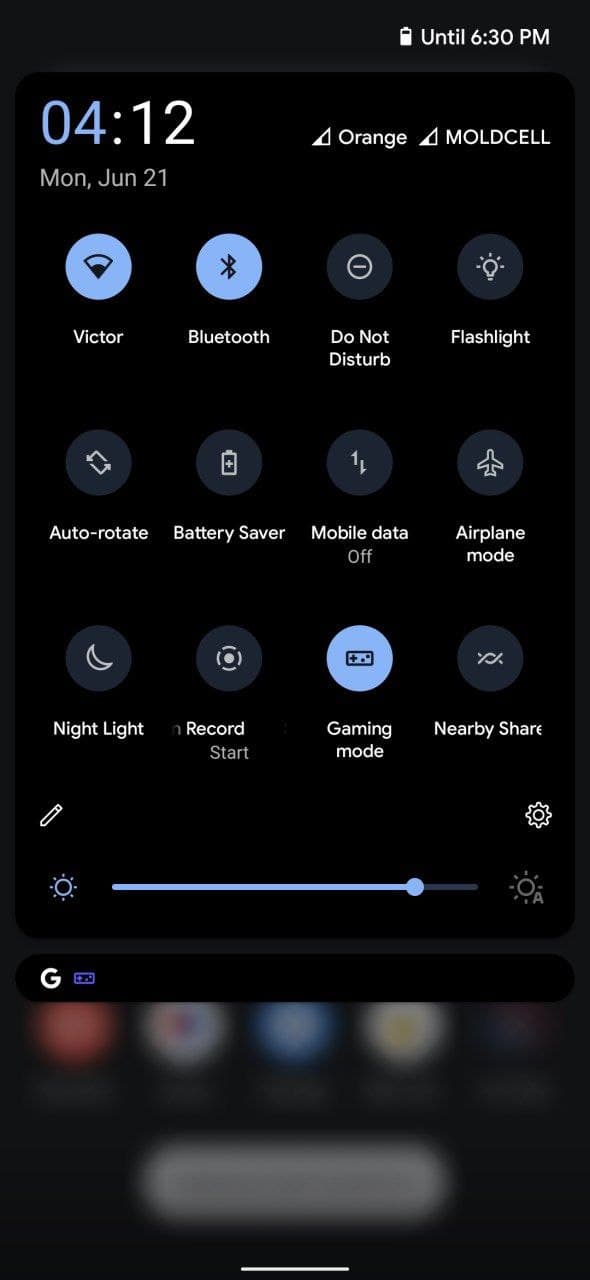 Until 6:30 PM
04:12
Orange MOLDCELL
Mon, Jun 21
Victor Bluetooth Do Not Disturb Flashlight
Auto-rotate Battery Saver Mobile data Airplane mode
Off
Night Light n Record Gaming mode Nearby Share
Start
A
G